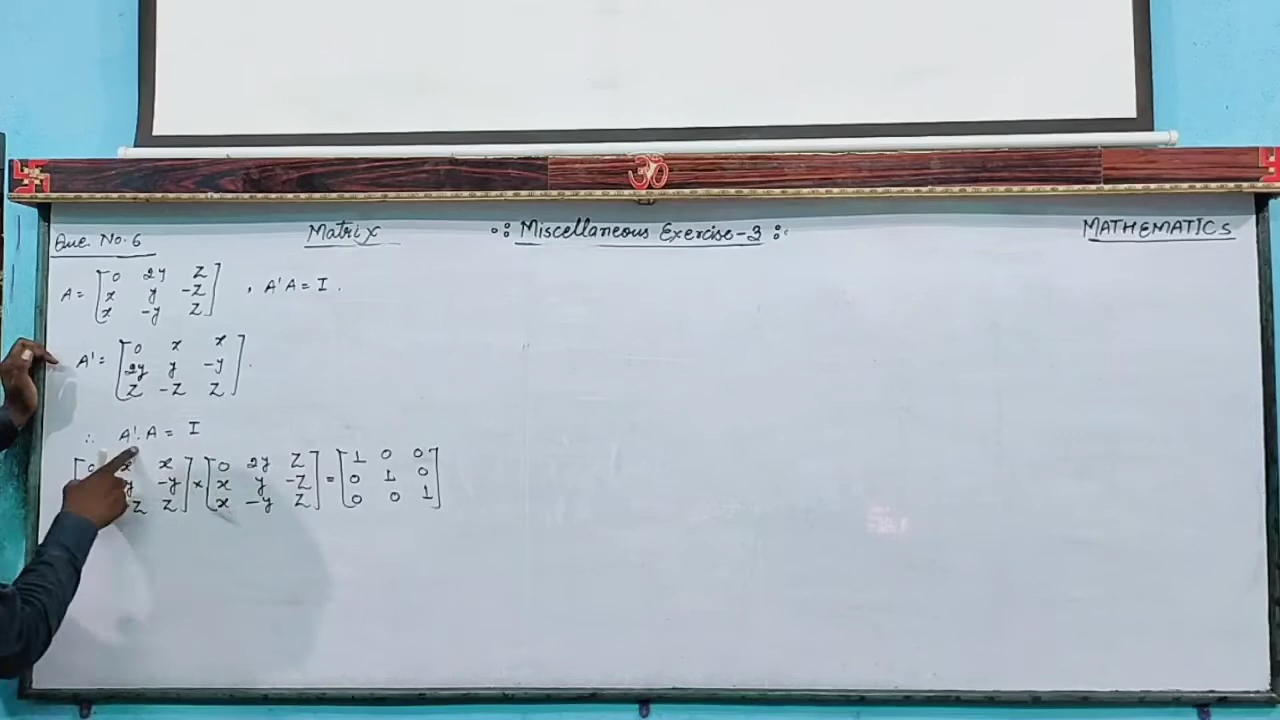 Que. No. 6
Matrix
Miscellaneous Exercise-3
MATHEMATICS
A = [0 2y z
x y -z
x -y z] , A'A = I.
A' = [0 x x
2y y -y
z -z z].
∴ A'.A = I
[0 x x] × [0 2y z] = [1 0 0]
y -y] [x y -z] [0 1 0]
-z z] [x -y z] [0 0 1]
ॐ